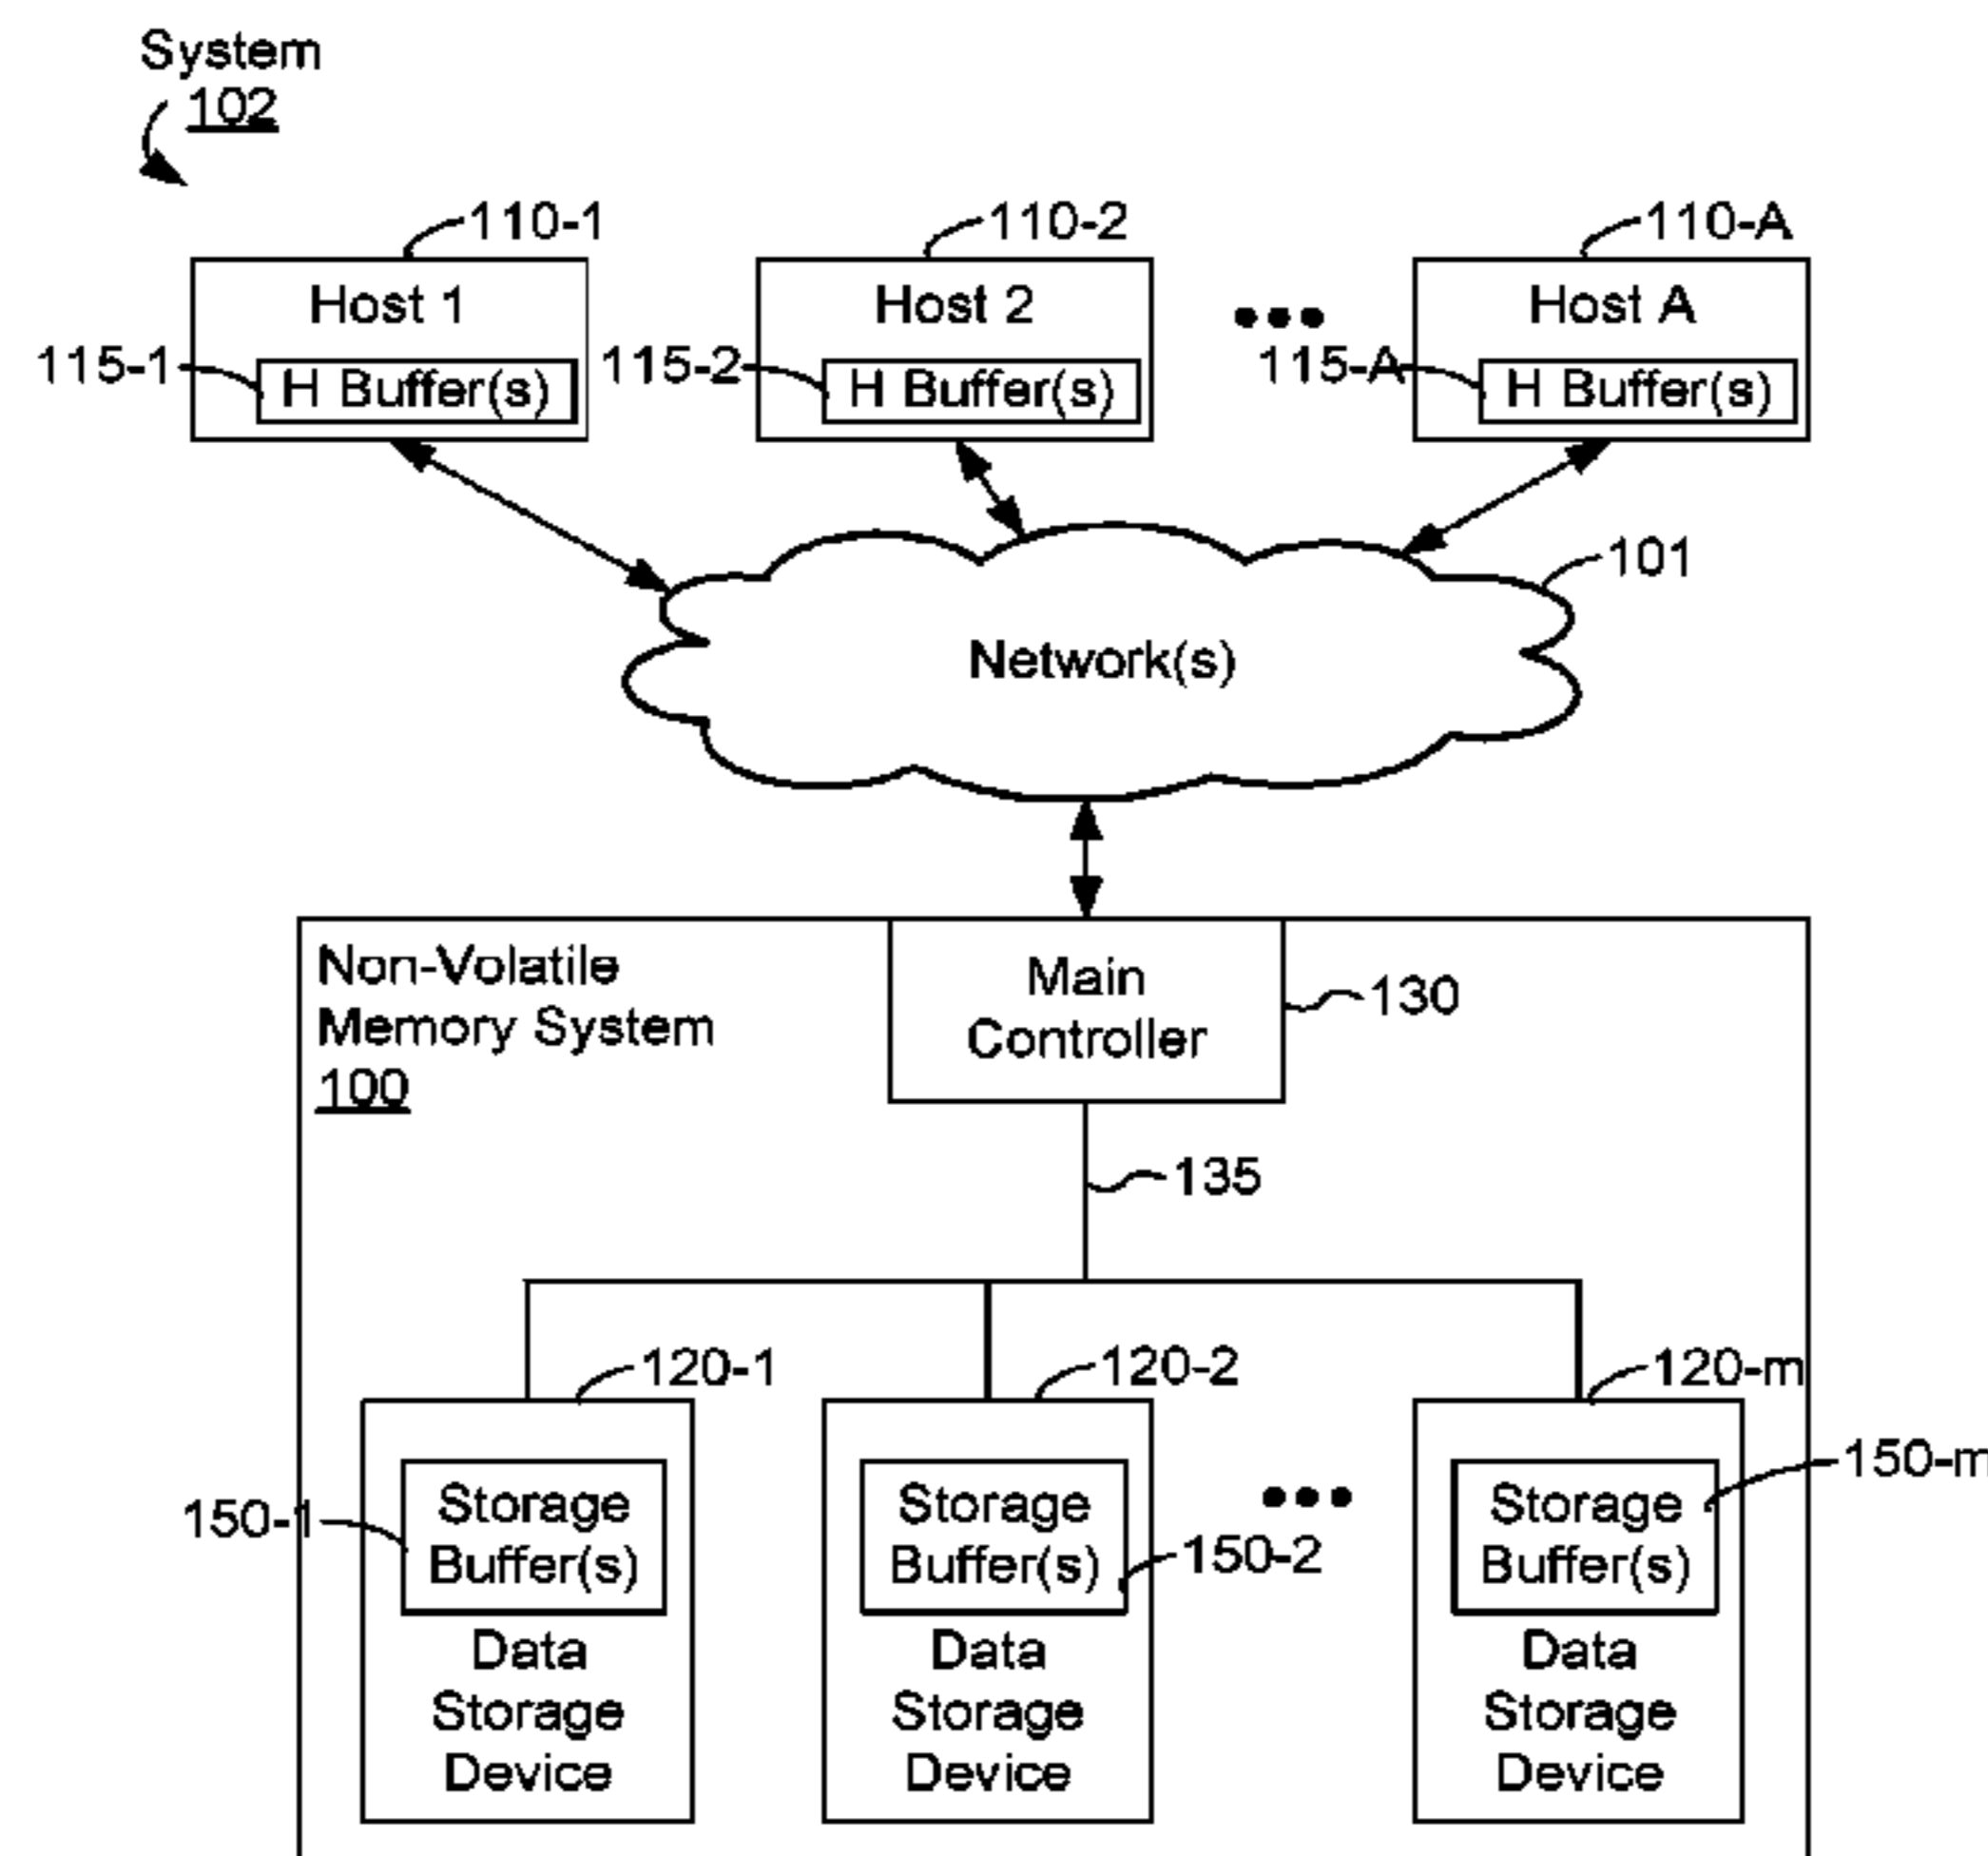 System
102
110-1
110-2
110-A
Host 1
Host 2
Host A
115-1
H Buffer(s)
115-2
H Buffer(s)
115-A
H Buffer(s)
101
Network(s)
Non-Volatile
Memory System
100
Main
Controller
130
135
120-1
120-2
120-m
150-1
Storage
Buffer(s)
Data
Storage
Device
Storage
Buffer(s)
150-2
Data
Storage
Device
150-m
Storage
Buffer(s)
Data
Storage
Device